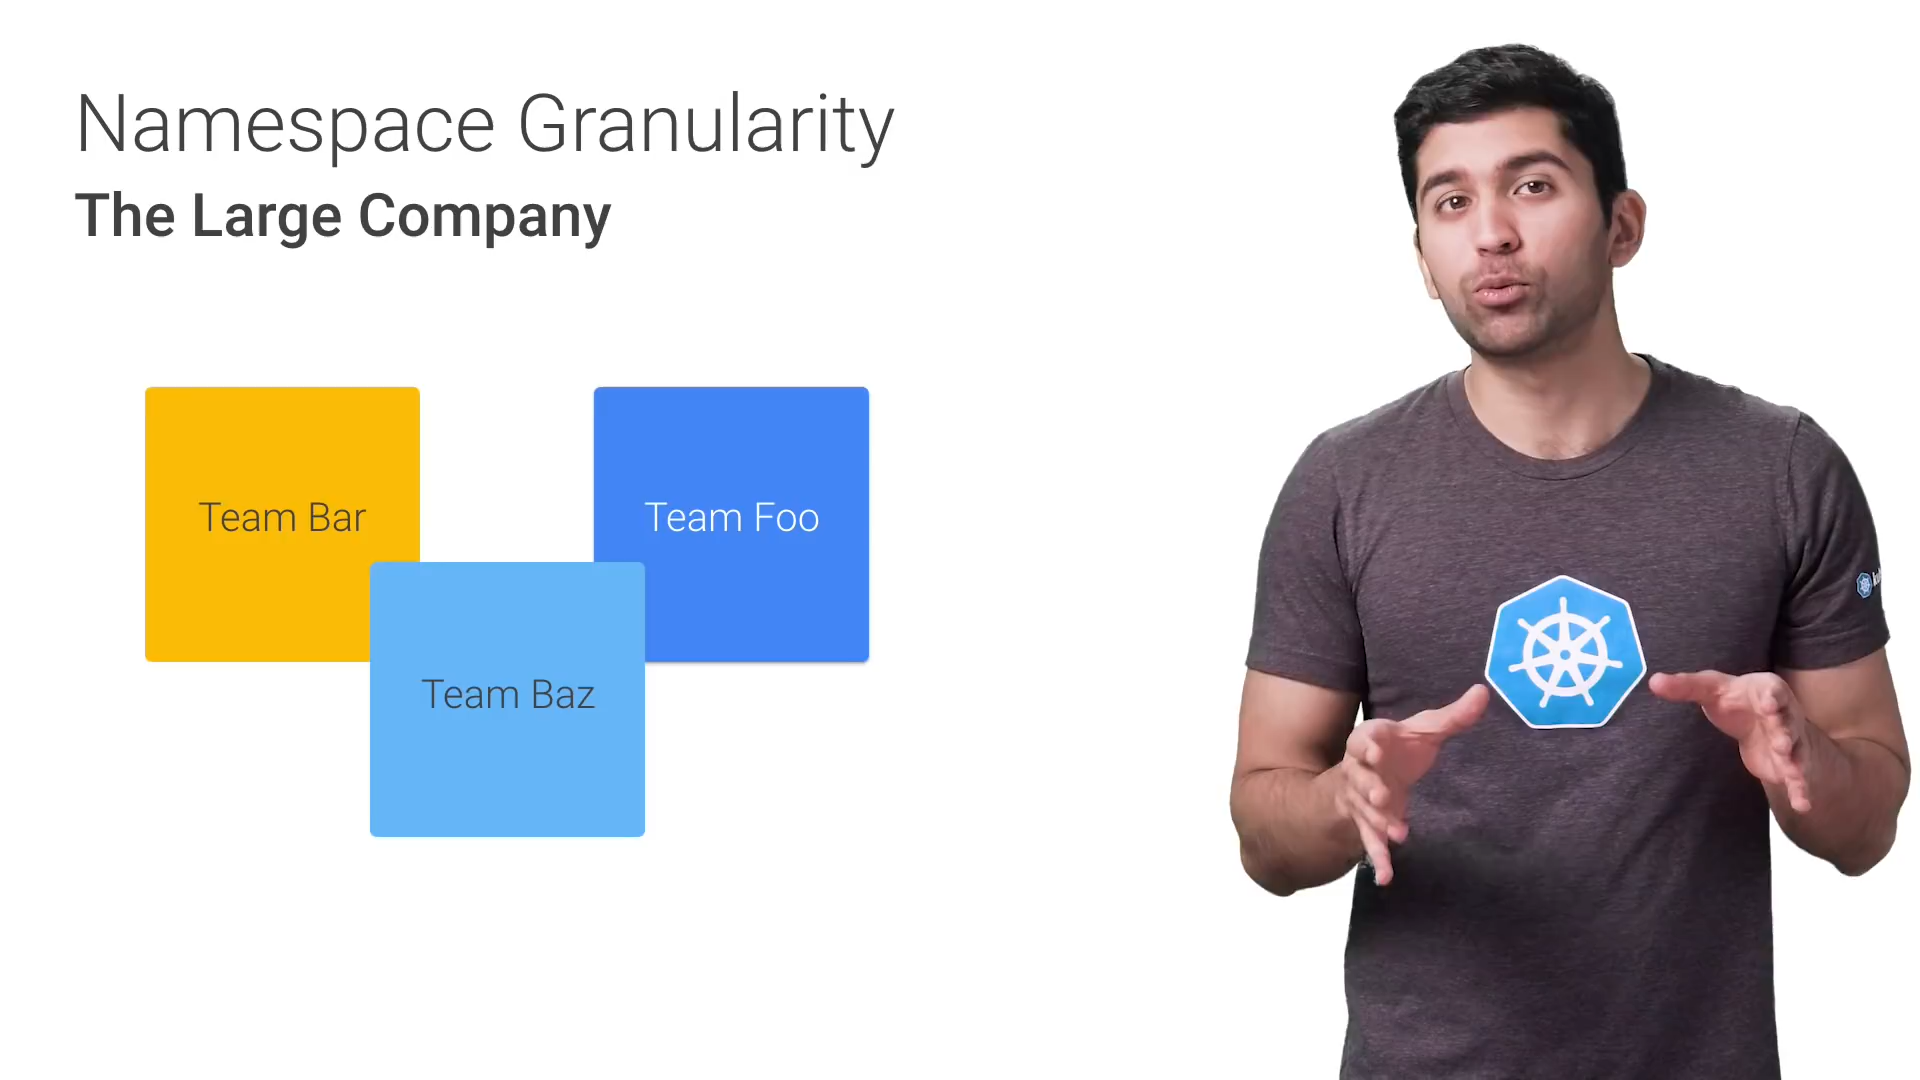 Namespace Granularity
The Large Company
Team Bar
Team Foo
Team Baz